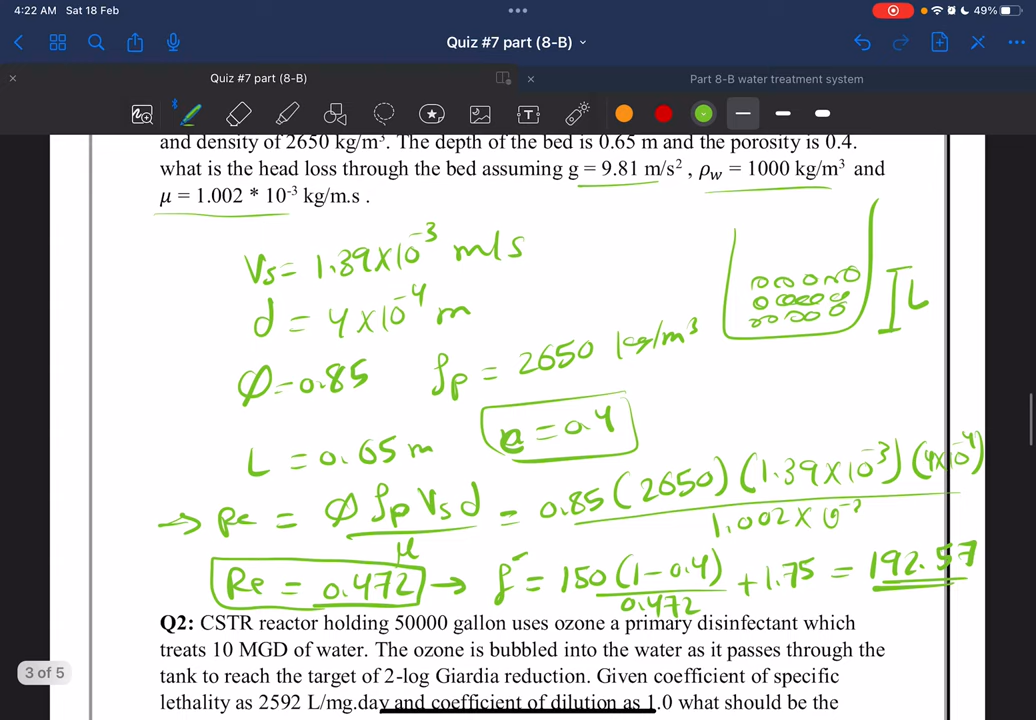 4:22 AM Sat 18 Feb
49%
Quiz #7 part (8-B)
Quiz #7 part (8-B)
Part 8-B water treatment system
and density of 2650 kg/m³. The depth of the bed is 0.65 m and the porosity is 0.4.
what is the head loss through the bed assuming g = 9.81 m/s² , ρw = 1000 kg/m³ and
μ = 1.002 * 10⁻³ kg/m.s .
Vs = 1.39×10⁻³ m/s
d = 4×10⁻⁴ m
L
Φ = 0.85 ρp = 2650 kg/m³
e = 0.4
L = 0.65 m
→ Re = Φ ρp Vs d / μ = 0.85 (2650) (1.39×10⁻³) (4×10⁻⁴) / 1.002×10⁻³
Re = 0.472 → f⁻ = 150 (1-0.4) / 0.472 + 1.75 = 192.57
Q2: CSTR reactor holding 50000 gallon uses ozone a primary disinfectant which
treats 10 MGD of water. The ozone is bubbled into the water as it passes through the
3 of 5
tank to reach the target of 2-log Giardia reduction. Given coefficient of specific
lethality as 2592 L/mg.day and coefficient of dilution as 1.0 what should be the